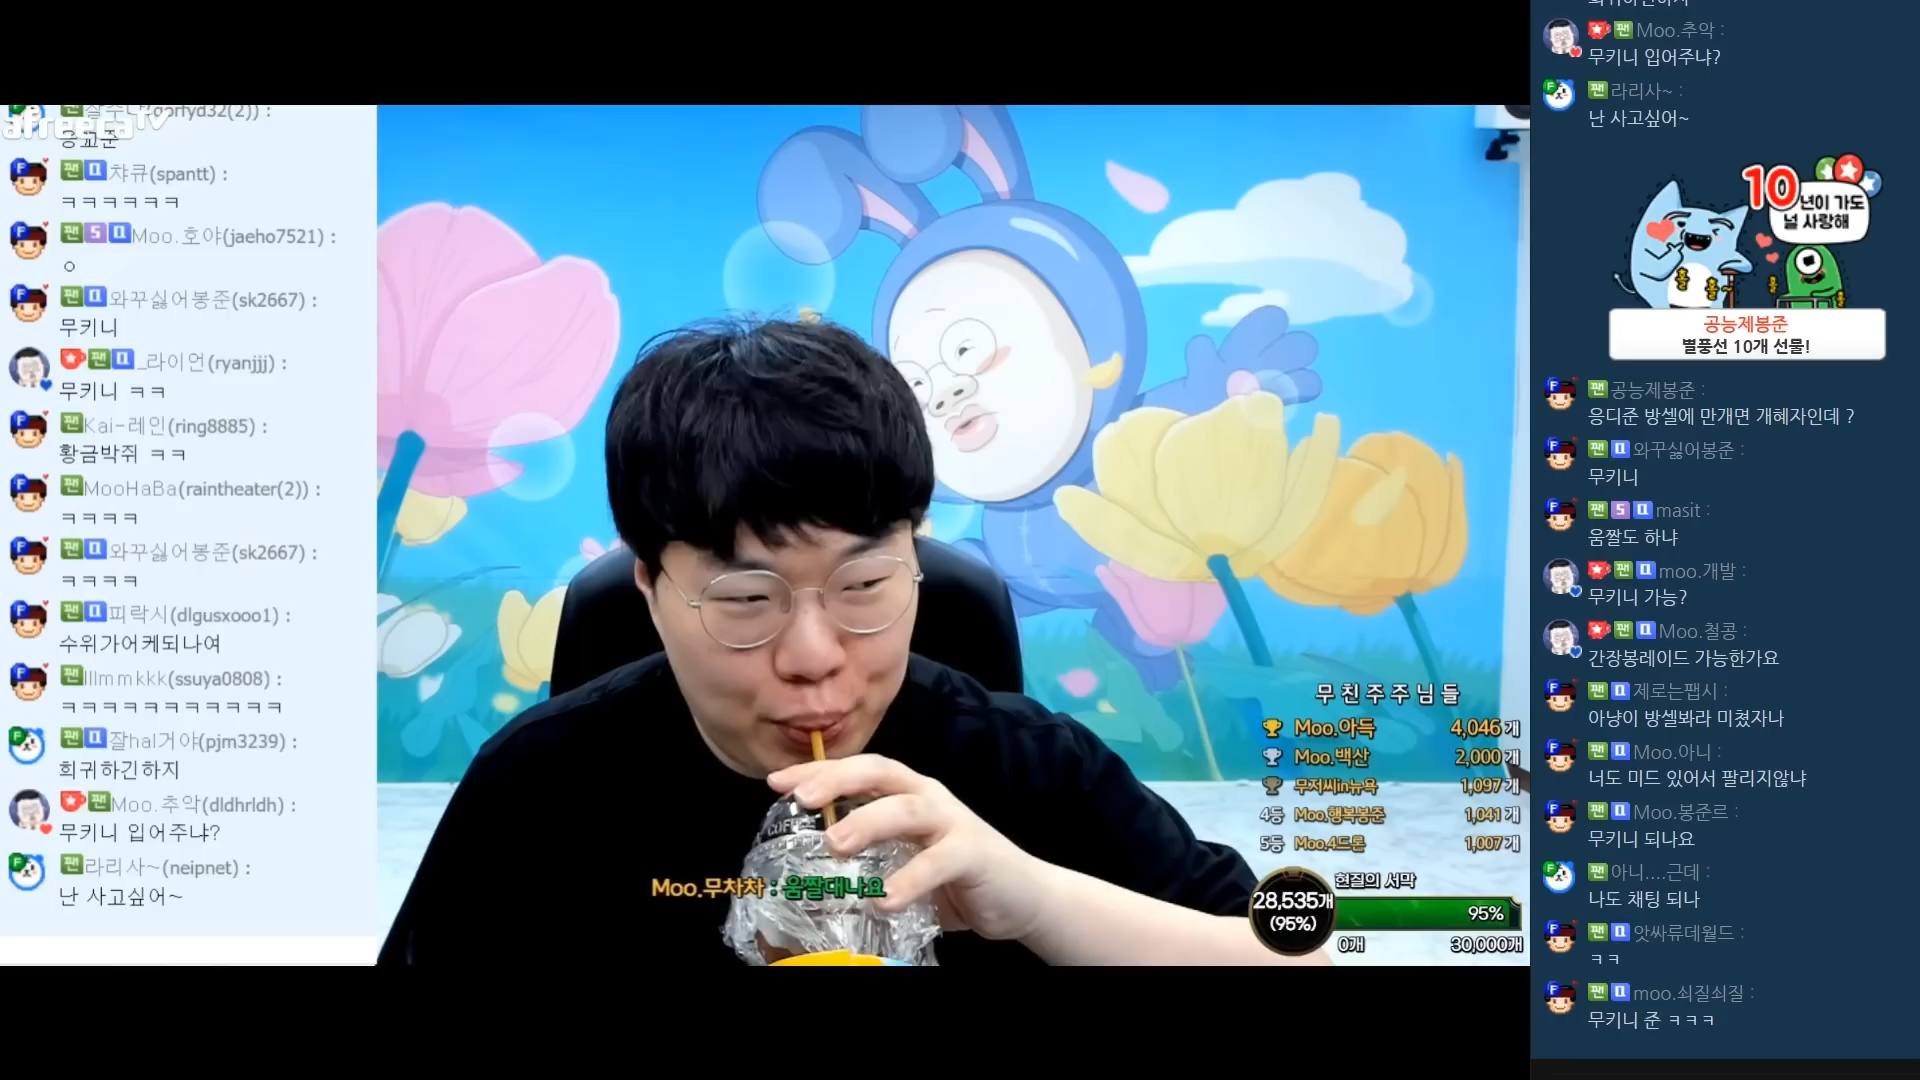 afreecaTV
응교준
챠큐(spantt) :
ㅋㅋㅋㅋㅋㅋ
Moo.호야(jaeho7521) :
ㅇ
와꾸싫어봉준(sk2667) :
무키니
_라이언(ryanjjj) :
무키니 ㅋㅋ
Kai-레인(ring8885) :
황금박쥐 ㅋㅋ
MooHaBa(raintheater(2)) :
ㅋㅋㅋㅋ
와꾸싫어봉준(sk2667) :
ㅋㅋㅋㅋ
피락시(dlgusxooo1) :
수위가어케되나여
lllmmkkk(ssuya0808) :
ㅋㅋㅋㅋㅋㅋㅋㅋㅋㅋㅋ
잘hal거야(pjm3239) :
희귀하긴하지
Moo.추악(dldhrldh) :
무키니 입어주냐?
라리사~(neipnet) :
난 사고싶어~
COFFEE
Moo.무차차 : 움짤대나요
무친주주님들
Moo.아득 4,046개
Moo.백산 2,000개
무저씨in뉴욕 1,097개
4등 Moo.행복봉준 1,041개
5등 Moo.4드론 1,007개
현질의 서막
28,535개
(95%)
95%
0개 30,000개
Moo.추악 :
무키니 입어주냐?
라리사~ :
난 사고싶어~
10년이 가도
널 사랑해
홀
홀~
홀
홀
공능제봉준
별풍선 10개 선물!
공능제봉준 :
응디준 방셀에 만개면 개혜자인데 ?
와꾸싫어봉준 :
무키니
masit :
움짤도 하냐
moo.개발 :
무키니 가능?
Moo.철콩 :
간장봉레이드 가능한가요
제로는팹시 :
아냥이 방셀봐라 미쳤자나
Moo.아니 :
너도 미드 있어서 팔리지않냐
Moo.봉준르 :
무키니 되나요
아니....근데 :
나도 채팅 되나
앗싸류데월드 :
ㅋㅋ
moo.쇠질쇠질 :
무키니 준 ㅋㅋㅋ